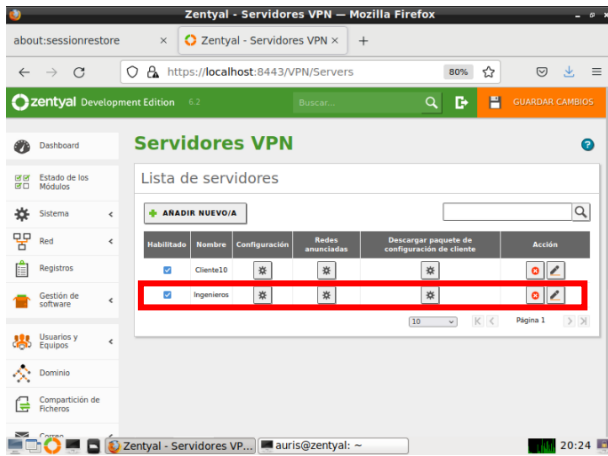 Zentyal - Servidores VPN — Mozilla Firefox
about:sessionrestore
Zentyal - Servidores VPN
https://localhost:8443/VPN/Servers
80%
zentyal Development Edition 6.2
Buscar...
GUARDAR CAMBIOS
Dashboard
Estado de los
Módulos
Sistema
Red
Registros
Gestión de
software
Usuarios y
Equipos
Dominio
Compartición de
Ficheros
Correo
Servidores VPN
Lista de servidores
AÑADIR NUEVO/A
Habilitado Nombre Configuración Redes anunciadas Descargar paquete de configuración de cliente Acción
Cliente10
Ingenieros
10
Página 1
Zentyal - Servidores VP...
auris@zentyal: ~
20:24